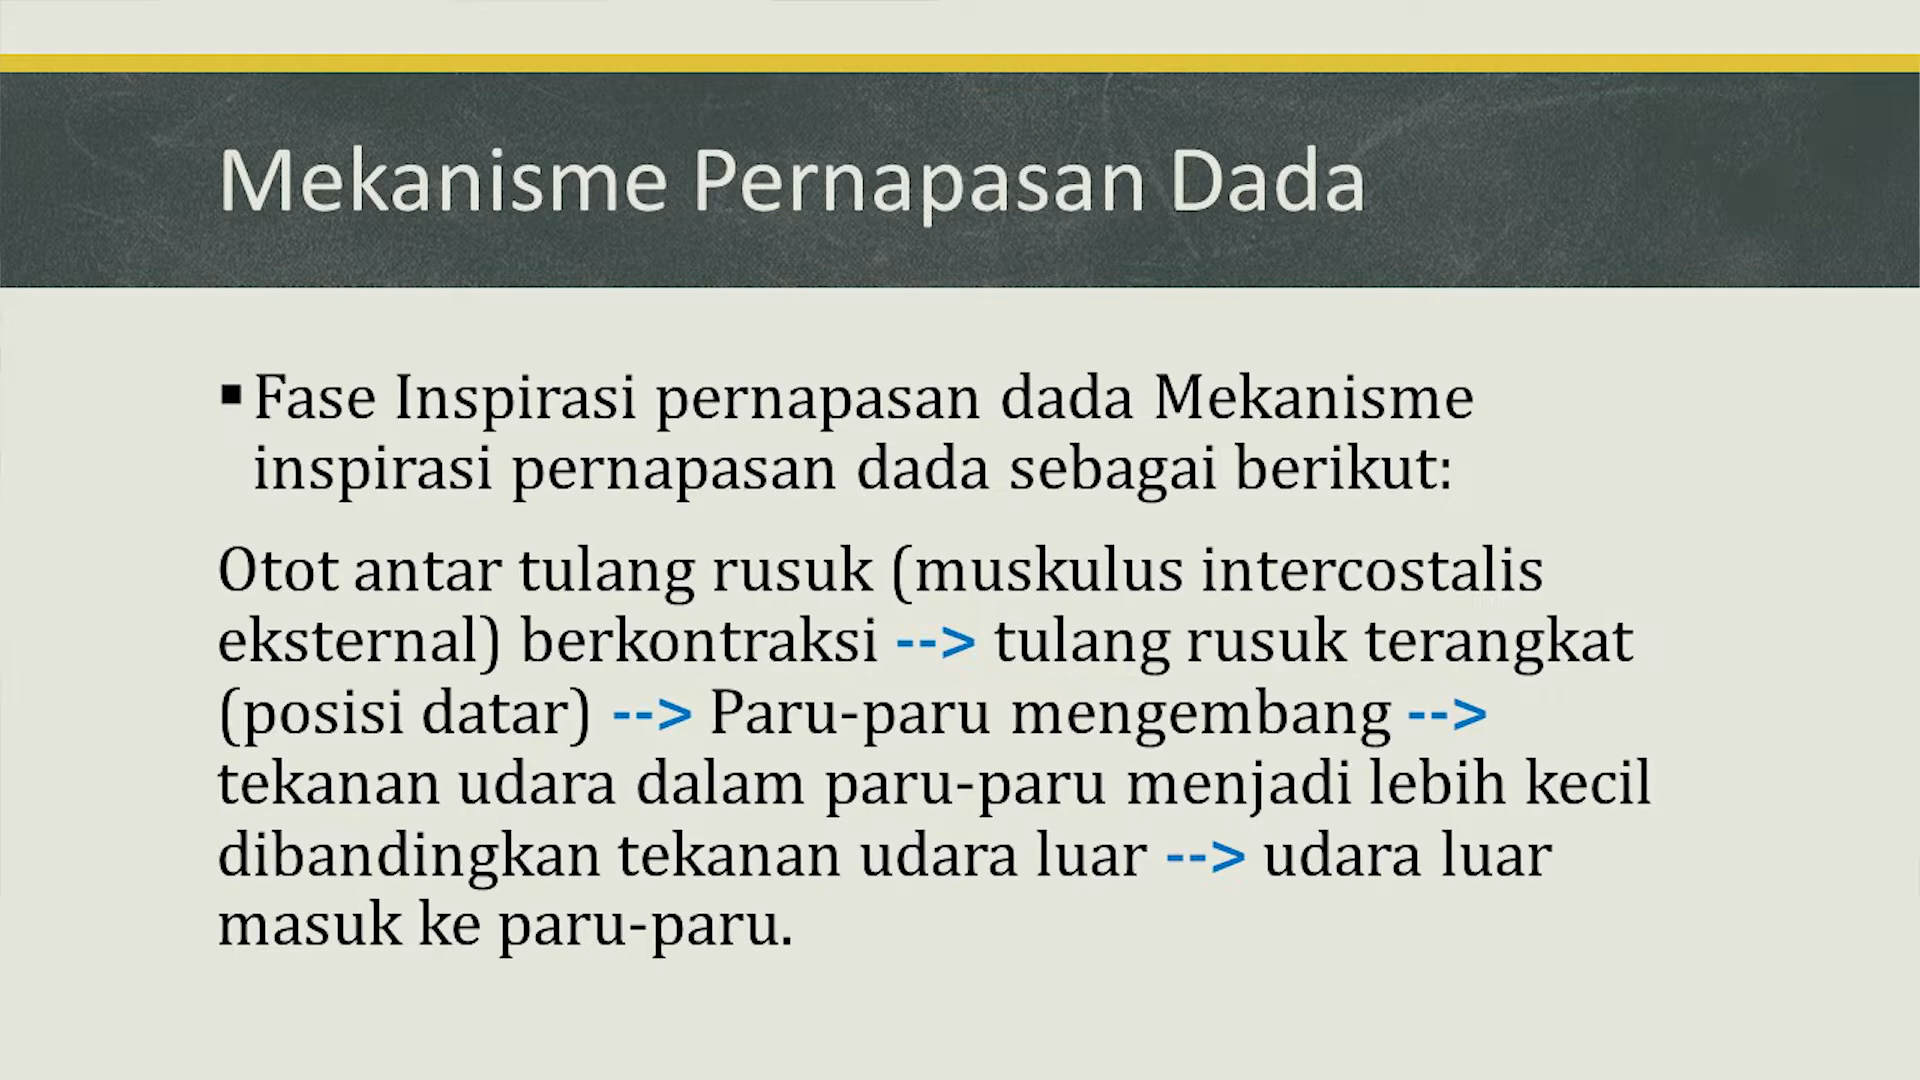 Mekanisme Pernapasan Dada
▪Fase Inspirasi pernapasan dada Mekanisme
inspirasi pernapasan dada sebagai berikut:
Otot antar tulang rusuk (muskulus intercostalis
eksternal) berkontraksi --> tulang rusuk terangkat
(posisi datar) --> Paru-paru mengembang -->
tekanan udara dalam paru-paru menjadi lebih kecil
dibandingkan tekanan udara luar --> udara luar
masuk ke paru-paru.